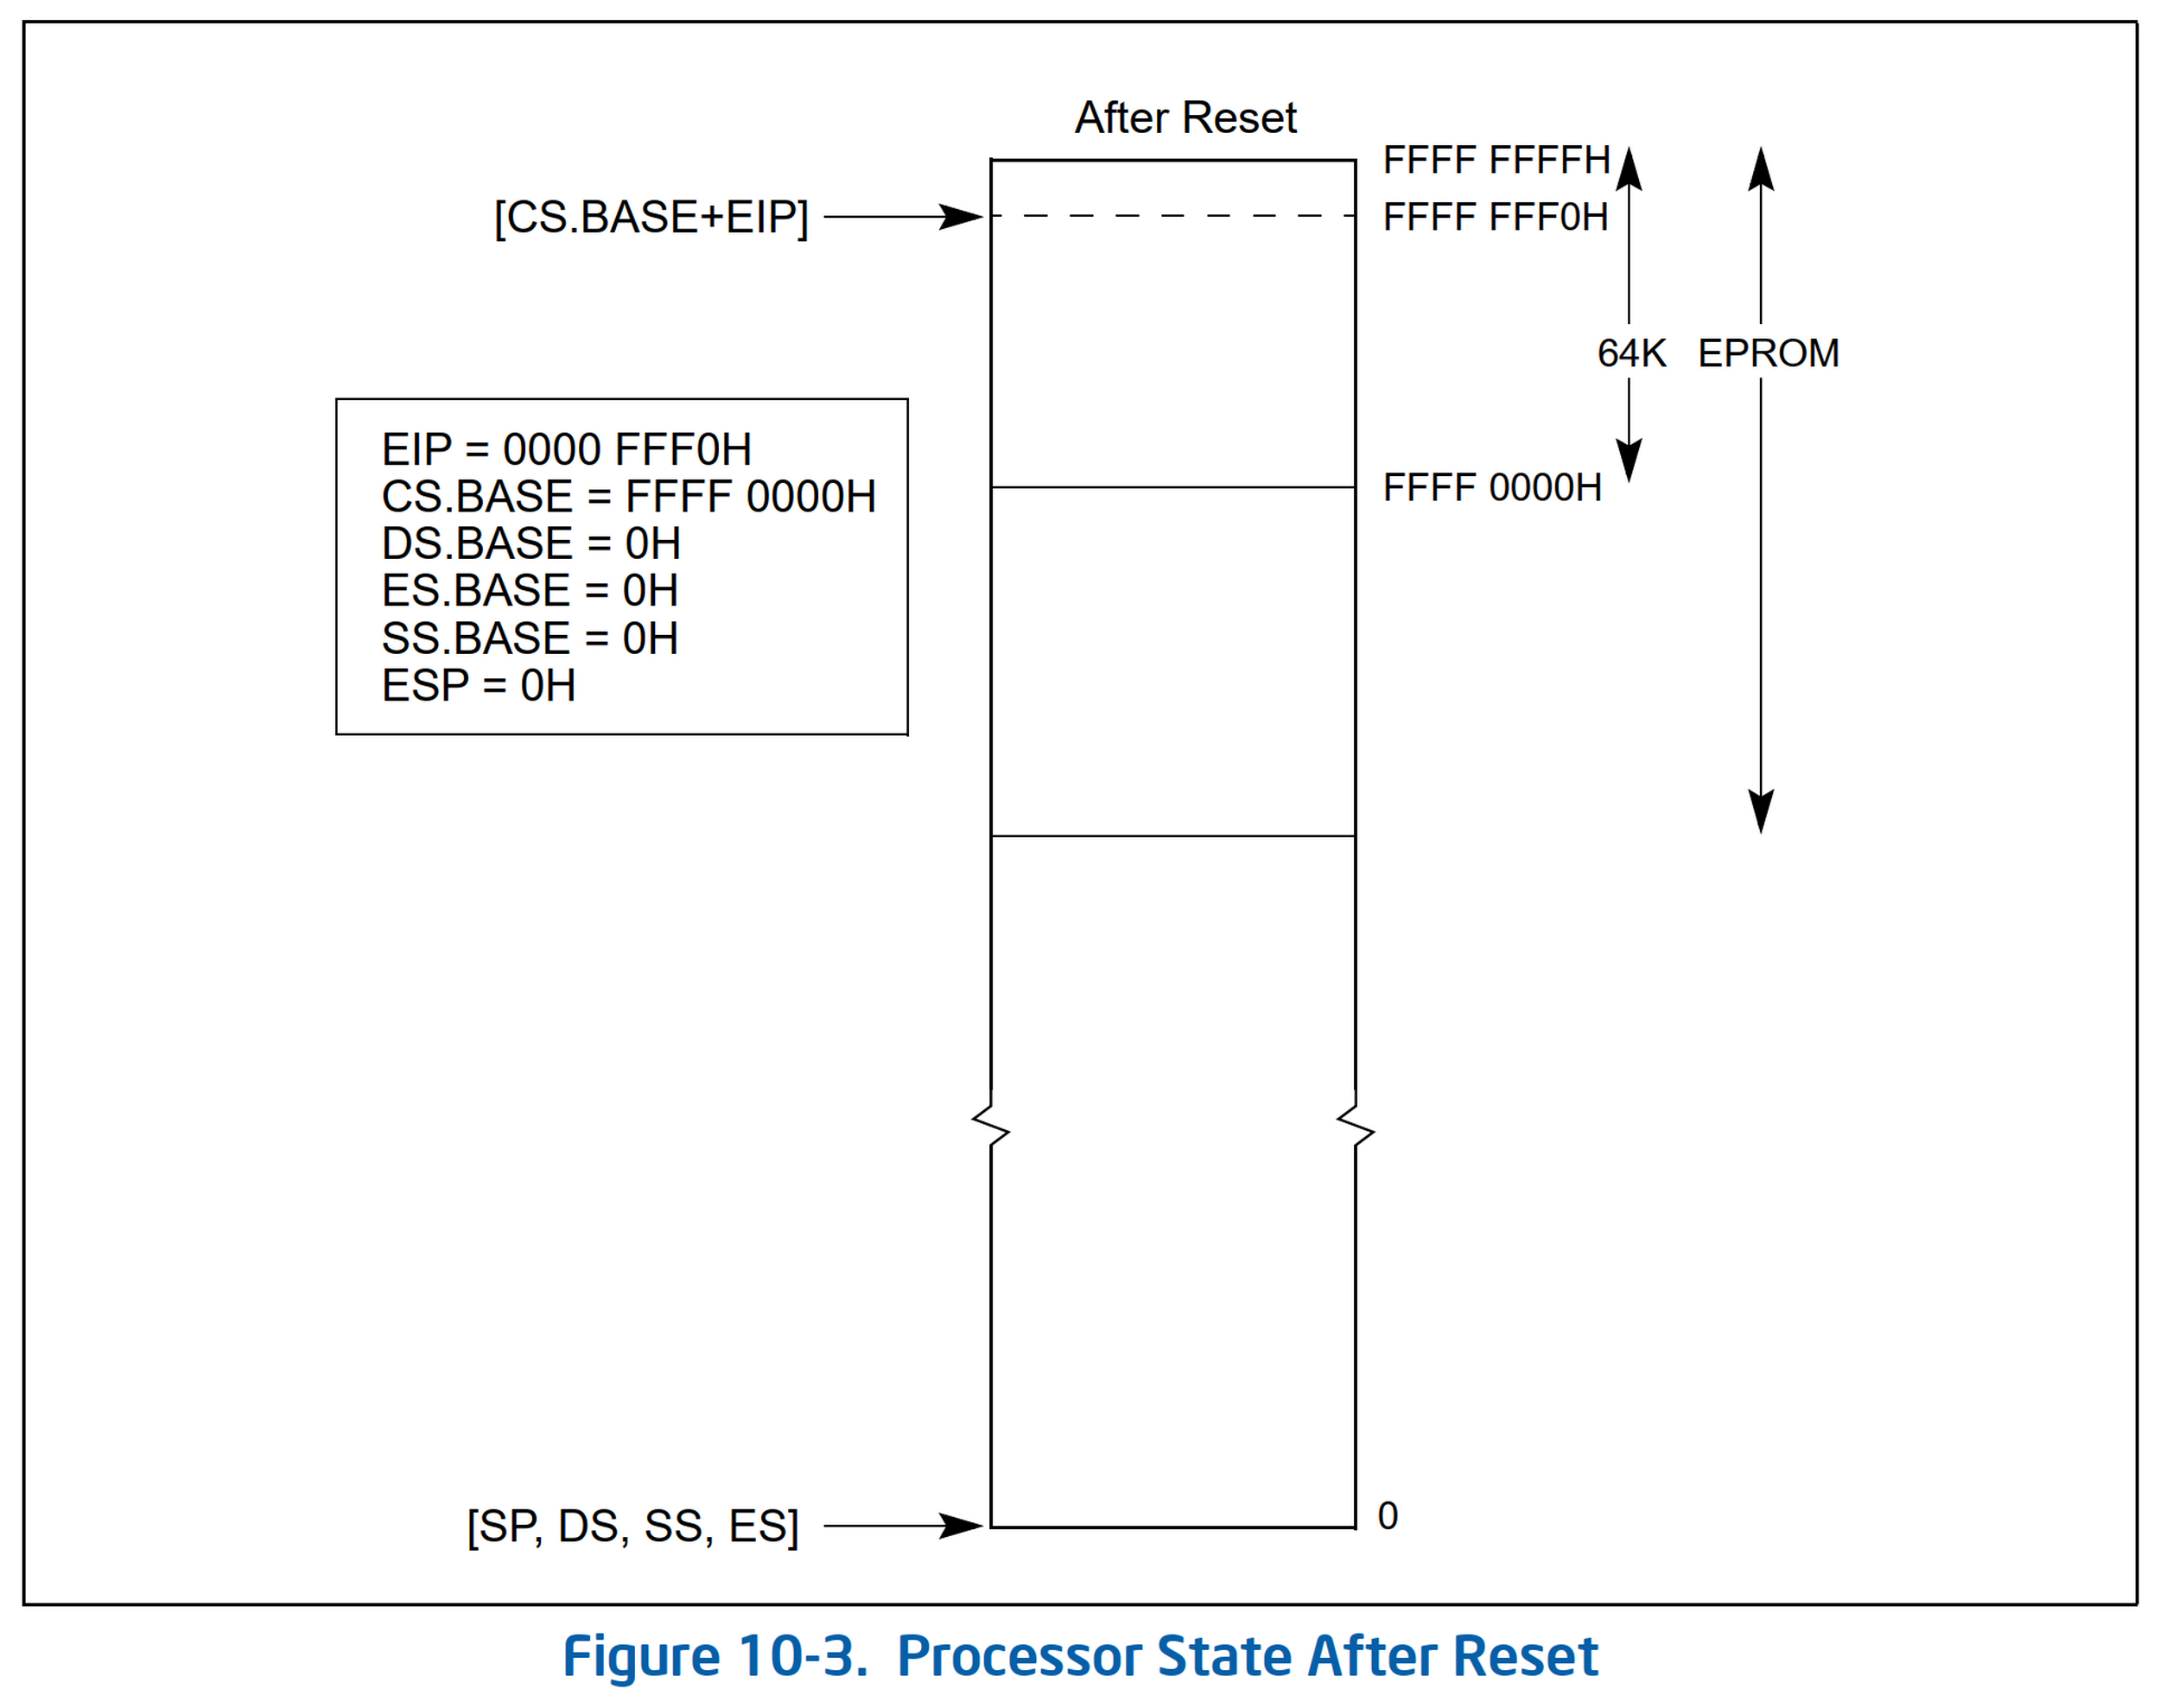 After Reset
FFFF FFFFH
[CS.BASE+EIP]
FFFF FFF0H
64K
EPROM
EIP = 0000 FFF0H
CS.BASE = FFFF 0000H
DS.BASE = 0H
ES.BASE = 0H
SS.BASE = 0H
ESP = 0H
FFFF 0000H
[SP, DS, SS, ES]
0
Figure 10-3. Processor State After Reset